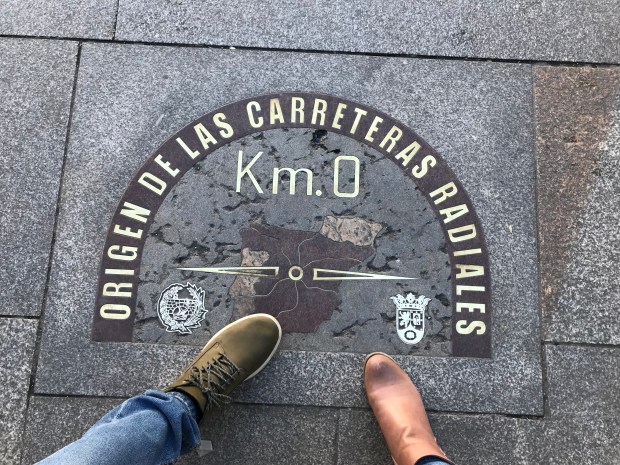 ORIGEN DE LAS CARRETERAS RADIALES
Km.0